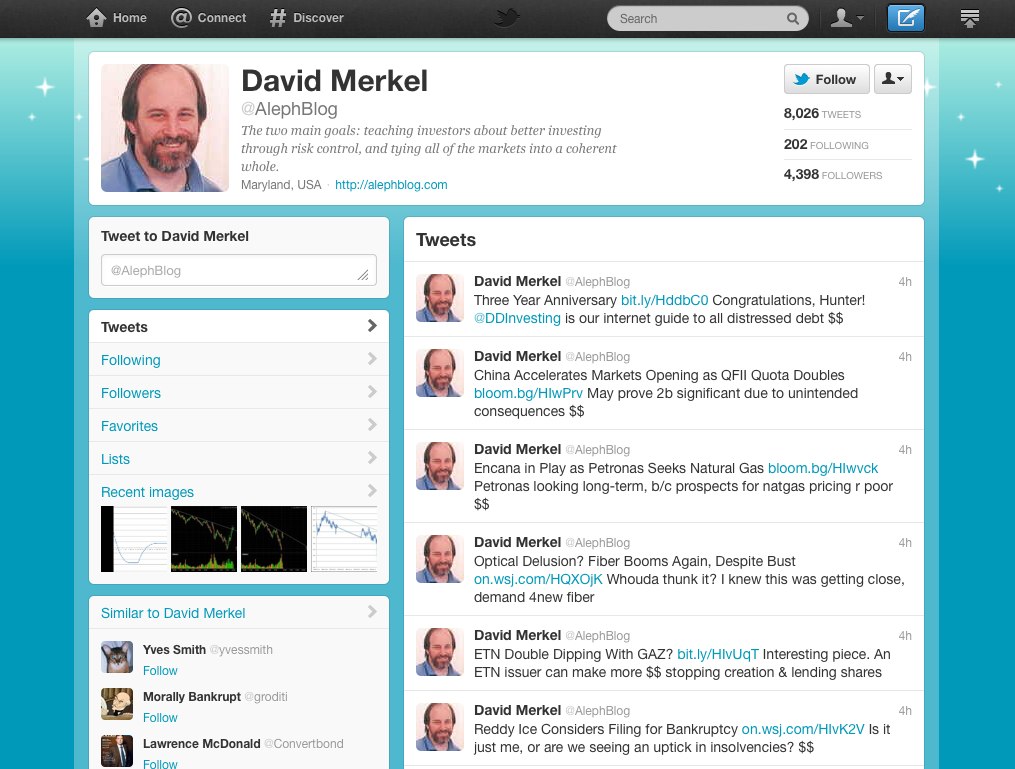 Home
Connect
Discover
Search
David Merkel
@AlephBlog
The two main goals: teaching investors about better investing
through risk control, and tying all of the markets into a coherent
whole.
Maryland, USA · http://alephblog.com
Follow
8,026 TWEETS
202 FOLLOWING
4,398 FOLLOWERS
Tweet to David Merkel
@AlephBlog
Tweets
Following
Followers
Favorites
Lists
Recent images
Similar to David Merkel
Yves Smith @yvessmith
Follow
Morally Bankrupt @groditi
Follow
Lawrence McDonald @Convertbond
Follow
Tweets
David Merkel @AlephBlog 4h
Three Year Anniversary bit.ly/HddbC0 Congratulations, Hunter!
@DDInvesting is our internet guide to all distressed debt $$
David Merkel @AlephBlog 4h
China Accelerates Markets Opening as QFII Quota Doubles
bloom.bg/HIwPrv May prove 2b significant due to unintended
consequences $$
David Merkel @AlephBlog 4h
Encana in Play as Petronas Seeks Natural Gas bloom.bg/HIwvck
Petronas looking long-term, b/c prospects for natgas pricing r poor
$$
David Merkel @AlephBlog 4h
Optical Delusion? Fiber Booms Again, Despite Bust
on.wsj.com/HQXOjK Whouda thunk it? I knew this was getting close,
demand 4new fiber
David Merkel @AlephBlog 4h
ETN Double Dipping With GAZ? bit.ly/HIvUqT Interesting piece. An
ETN issuer can make more $$ stopping creation & lending shares
David Merkel @AlephBlog 4h
Reddy Ice Considers Filing for Bankruptcy on.wsj.com/HIvK2V Is it
just me, or are we seeing an uptick in insolvencies? $$